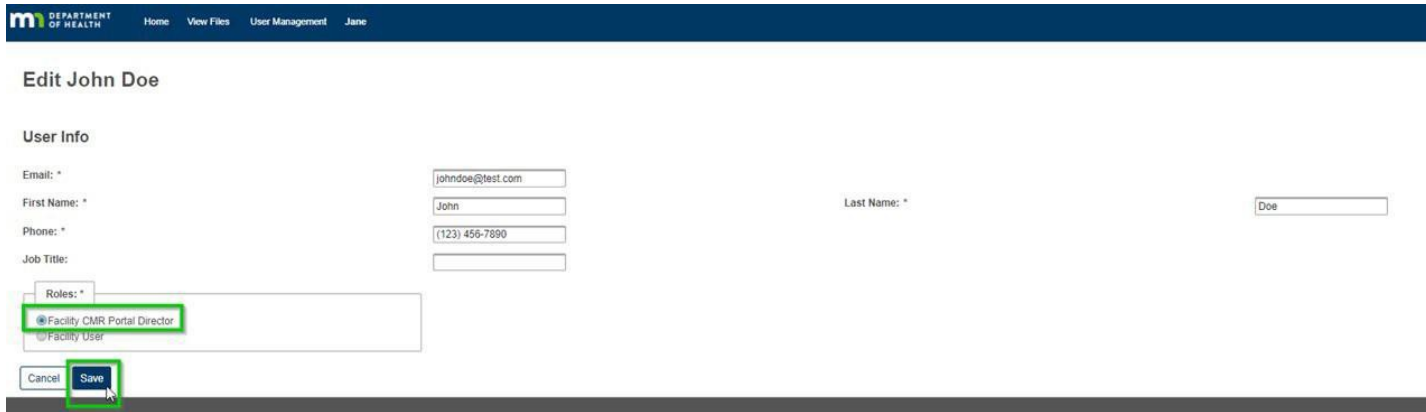 DEPARTMENT
OF HEALTH
Home View Files User Management Jane
Edit John Doe
User Info
Email: *
johndoe@test.com
First Name: *
John
Last Name: *
Doe
Phone: *
(123) 456-7890
Job Title:
Roles: *
Facility CMR Portal Director
Facility User
Cancel Save